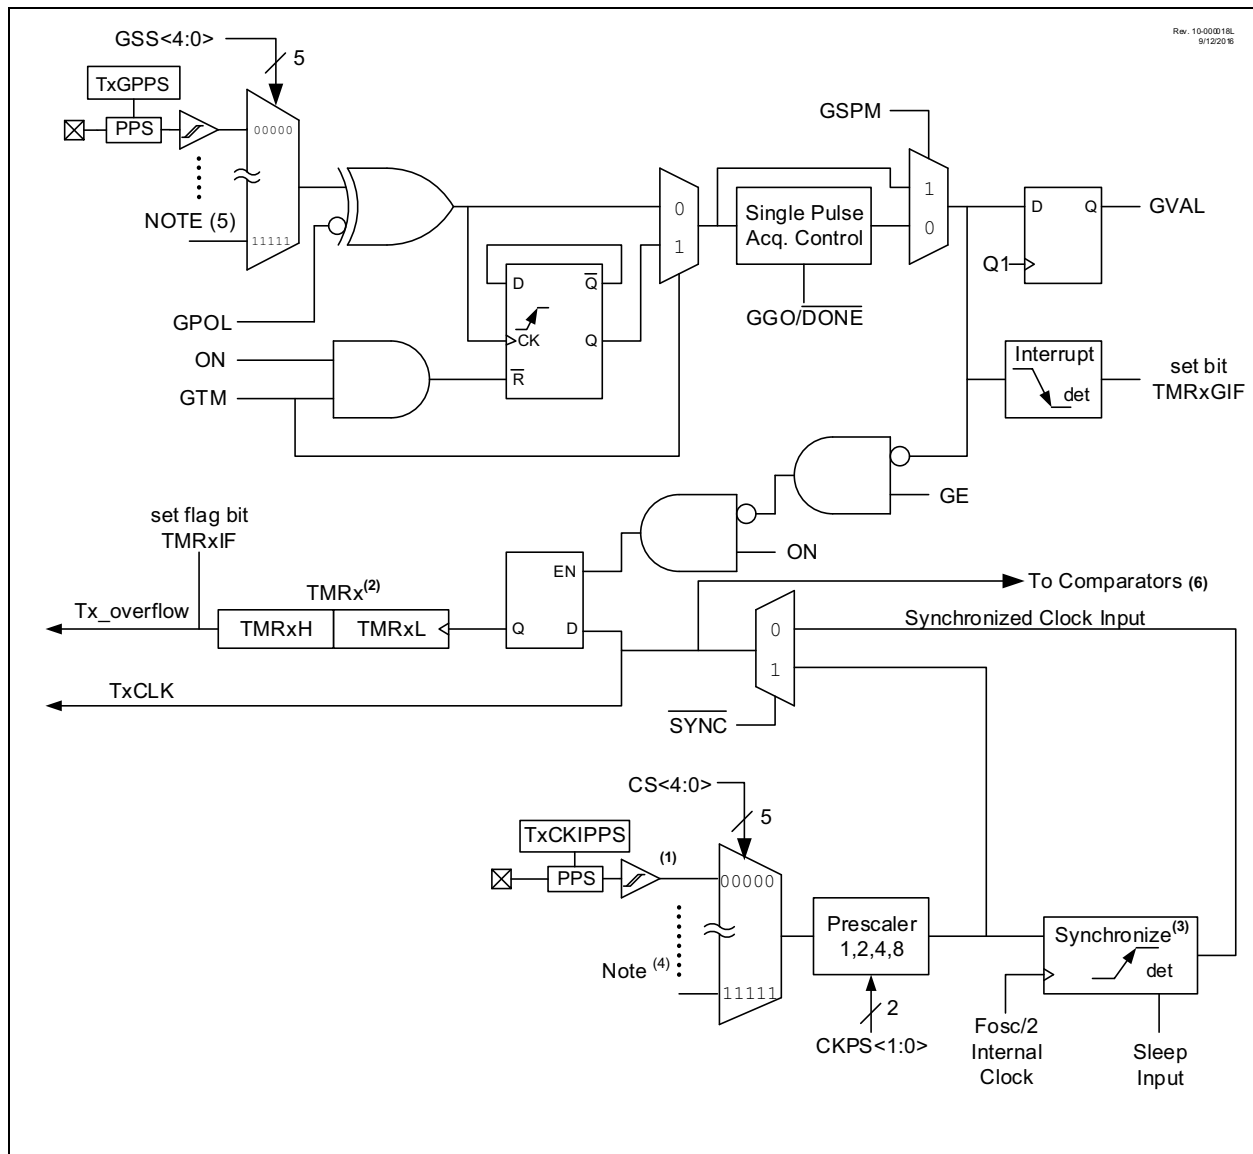 Rev. 10-000018L
9/12/2016
GSS<4:0>
5
TxGPPS
PPS
00000
NOTE (5)
11111
GPOL
ON
GTM
D
Q
CK
Q
R
0
1
Single Pulse
Acq. Control
GGO/DONE
GSPM
1
0
D
Q
Q1
GVAL
Interrupt
det
set bit
TMRxGIF
GE
ON
set flag bit
TMRxIF
Tx_overflow
TMRx(2)
TMRxH
TMRxL
EN
Q
D
TxCLK
To Comparators (6)
0
1
Synchronized Clock Input
SYNC
CS<4:0>
5
TxCKIPPS
PPS
(1)
00000
Note (4)
11111
Prescaler
1,2,4,8
2
CKPS<1:0>
Synchronize(3)
det
Fosc/2
Internal
Clock
Sleep
Input